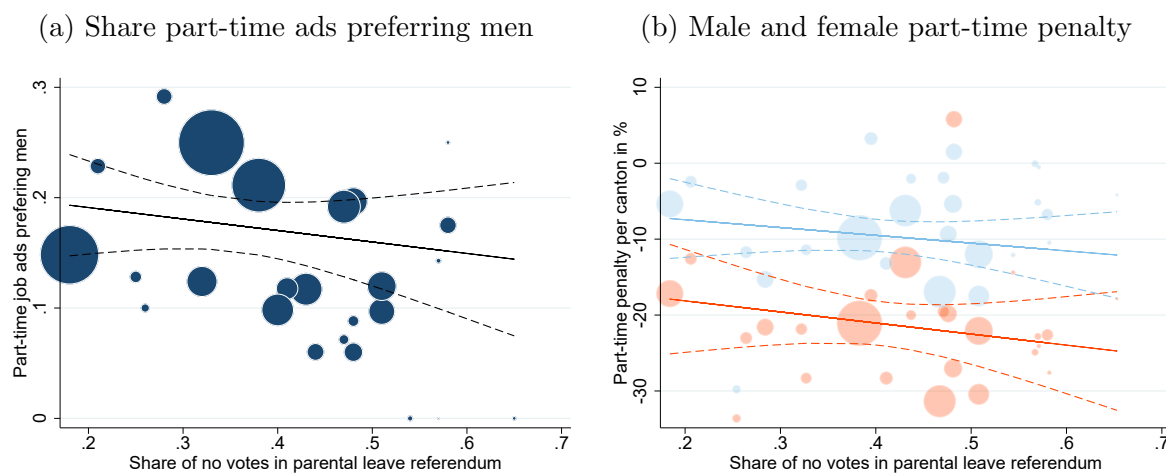 (a) Share part-time ads preferring men
Part-time job ads prefering men
.3
.2
.1
0
.2 .3 .4 .5 .6 .7
Share of no votes in parental leave referendum
(b) Male and female part-time penalty
Part-time penalty per canton in %
10
0
-10
-20
-30
.2 .3 .4 .5 .6 .7
Share of no votes in parental leave referendum